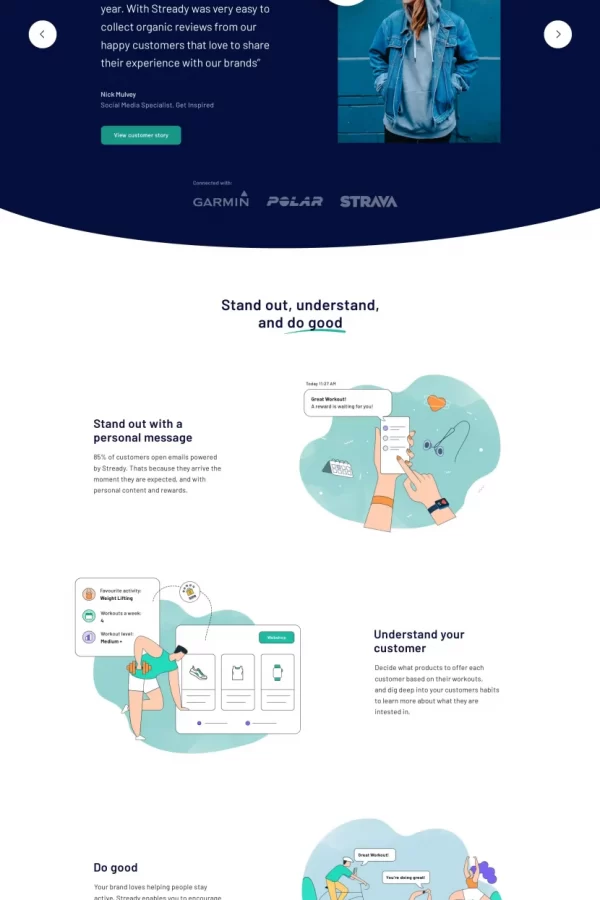 year. With Stready was very easy to
collect organic reviews from our
happy customers that love to share
their experience with our brands”
Nick Mulvey
Social Media Specialist, Get Inspired
View customer story
Connected with:
GARMIN POLAR STRAVA
Stand out, understand,
and do good
Stand out with a
personal message
85% of customers open emails powered
by Stready. Thats because they arrive the
moment they are expected, and with
personal content and rewards.
Today 11:27 AM
Great Workout!
A reward is waiting for you!
Favourite activity:
Weight Lifting
Workouts a week:
4
Workout level:
Medium +
Webshop
Understand your
customer
Decide what products to offer each
customer based on their workouts.
and dig deep into your customers habits
to learn more about what they are
intested in.
Do good
Your brand loves helping people stay
active. Stready enables you to encourage
Great Workout!
You're doing great!